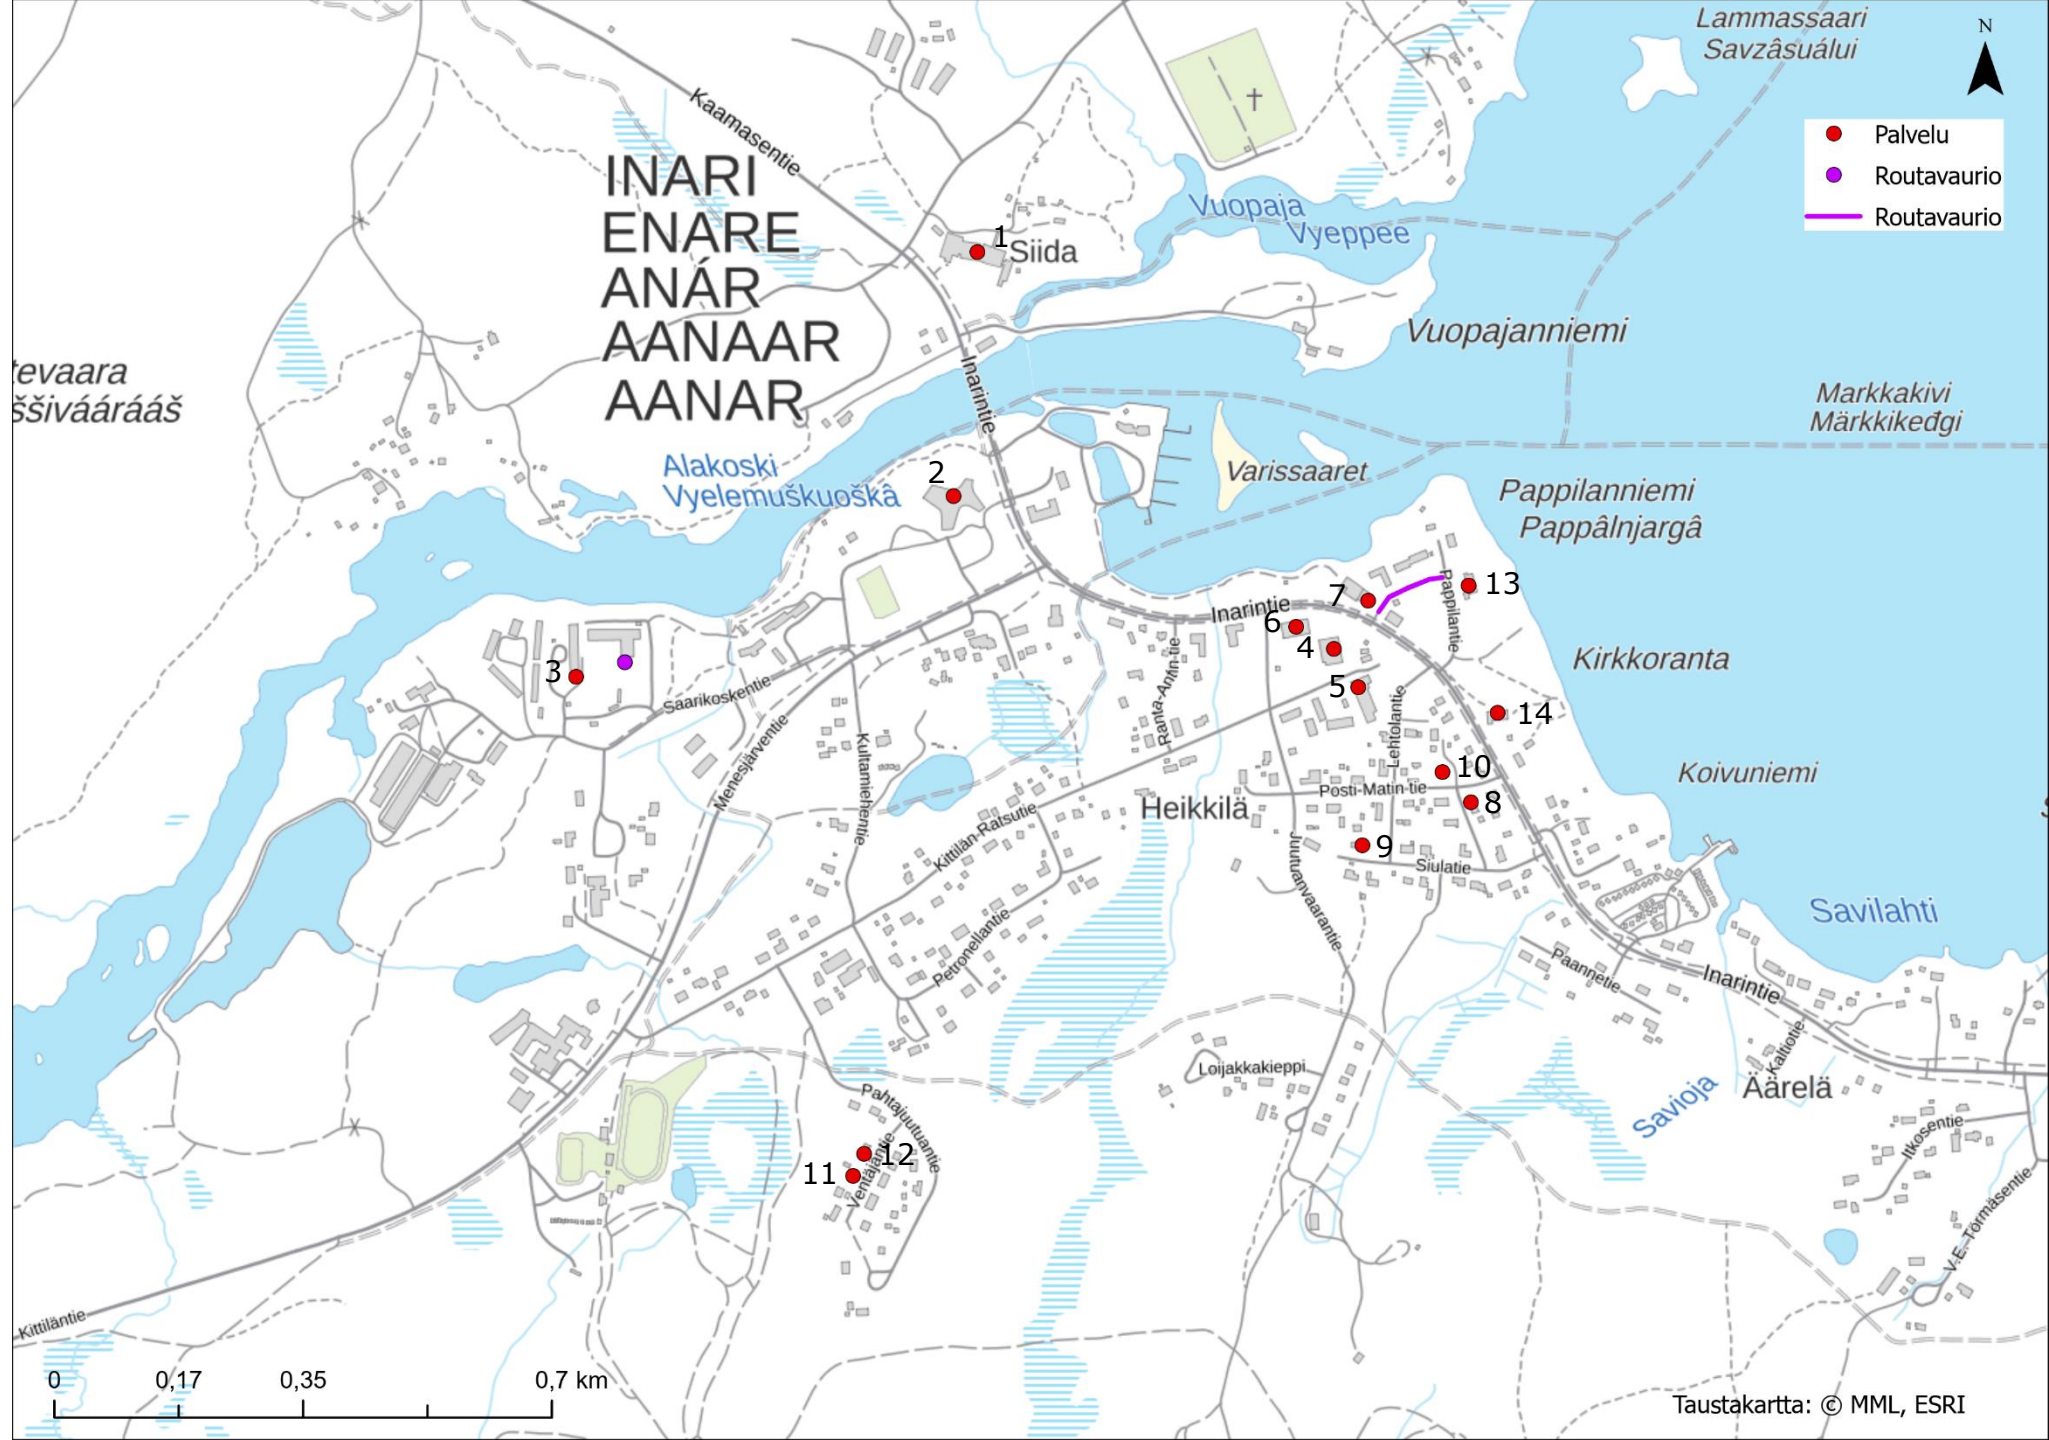 Lammassaari
Savzâsuálui
N
Palvelu
Routavaurio
Routavaurio
Kaamasentie
INARI
ENARE
ANÁR
AANAAR
AANAR
1
Siida
Vuopaja
Vyeppee
Vuopajanniemi
tevaara
ššiväárááš
Inarintie
Markkakivi
Märkkikeđgi
Alakoski
Vyelemuškuoškâ
2
Varissaaret
Pappilanniemi
Pappâlnjargâ
Inarintie
7
6
4
5
Pappilantie
13
Kirkkoranta
3
Saarikoskentie
Menesjärventie
Kultamiehentie
Ranta-Antin tie
Lehtolantie
14
10
8
Koivuniemi
Posti-Matin tie
Heikkilä
Kittilän-Ratsutie
9
Siulatie
Juutuanvaarantie
Petronellantie
Savilahti
Paannetie
Inarintie
Kaltiotie
Loijakkakieppi
Savioja
Äärelä
Pahtajuutuantie
12
11
Ventäjäntie
Itkosentie
V.E. Törmäsentie
Kittiläntie
0
0,17
0,35
0,7 km
Taustakartta: © MML, ESRI